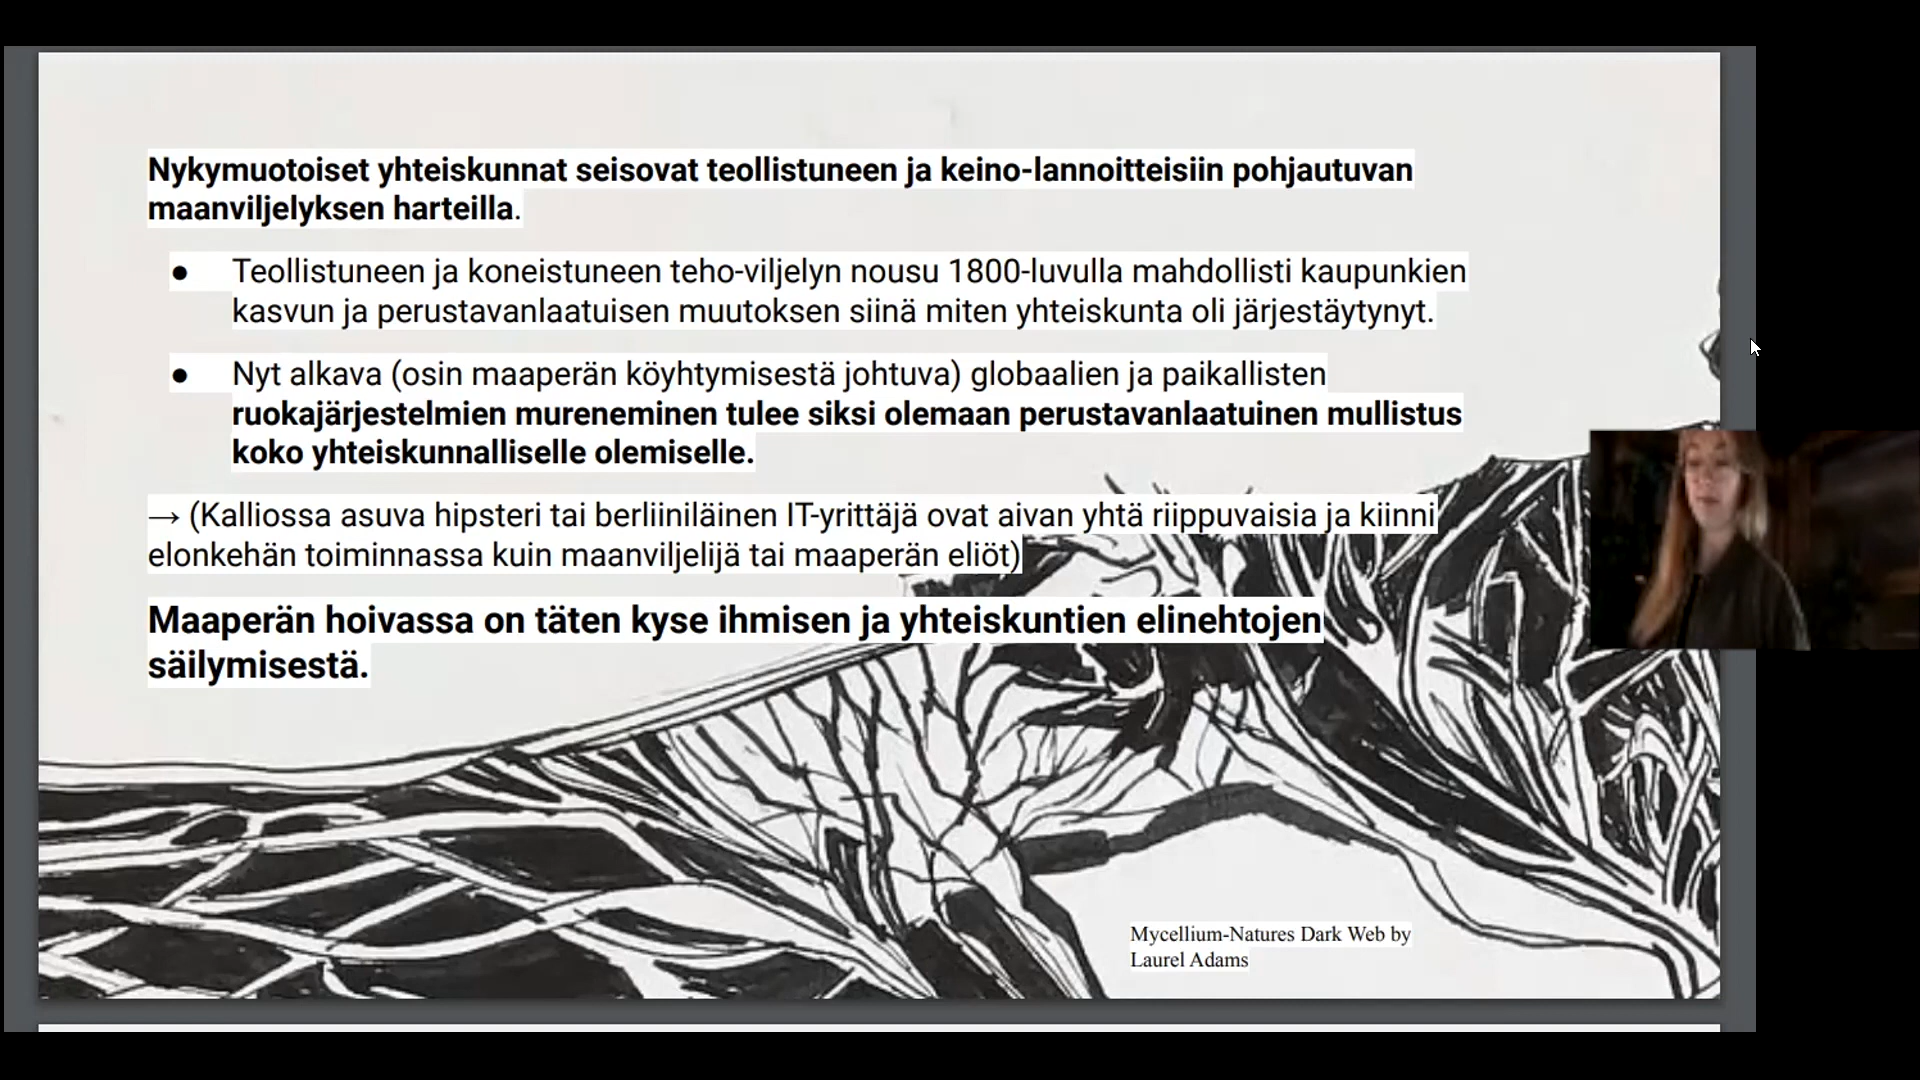 Nykymuotoiset yhteiskunnat seisovat teollistuneen ja keino-lannoitteisiin pohjautuvan
maanviljelyksen harteilla.
● Teollistuneen ja koneistuneen teho-viljelyn nousu 1800-luvulla mahdollisti kaupunkien
kasvun ja perustavanlaatuisen muutoksen siinä miten yhteiskunta oli järjestäytynyt.
● Nyt alkava (osin maaperän köyhtymisestä johtuva) globaalien ja paikallisten
ruokajärjestelmien mureneminen tulee siksi olemaan perustavanlaatuinen mullistus
koko yhteiskunnalliselle olemiselle.
→ (Kalliossa asuva hipsteri tai berliiniläinen IT-yrittäjä ovat aivan yhtä riippuvaisia ja kiinni
elonkehän toiminnassa kuin maanviljelijä tai maaperän eliöt)
Maaperän hoivassa on täten kyse ihmisen ja yhteiskuntien elinehtojen
säilymisestä.
Mycellium-Natures Dark Web by
Laurel Adams